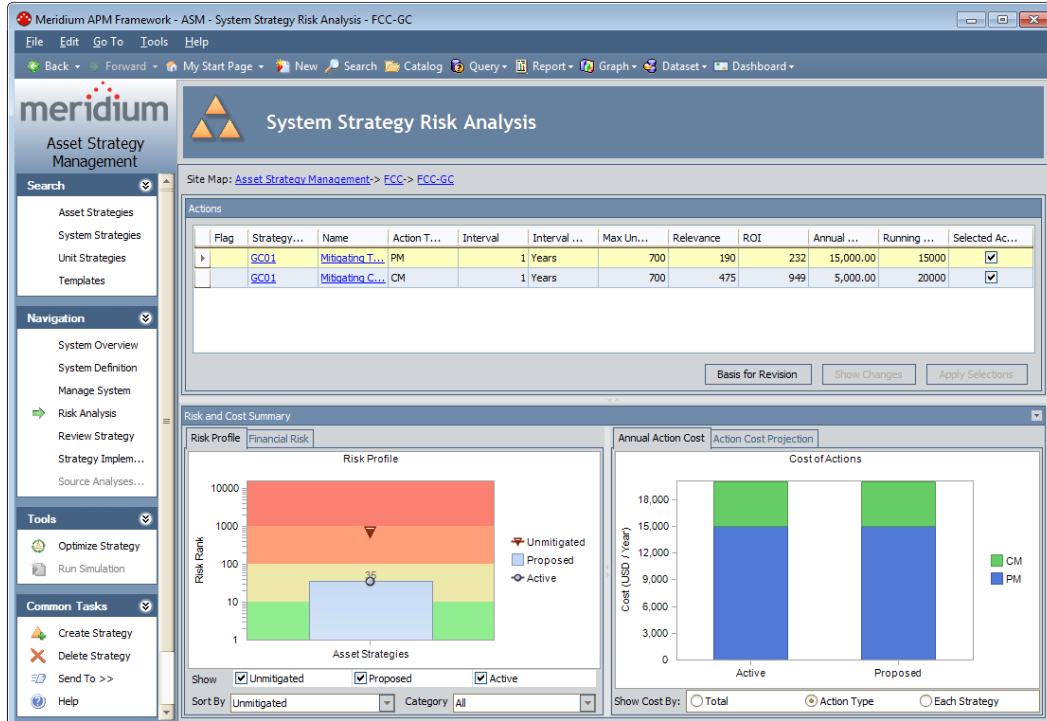 Meridium APM Framework - ASM - System Strategy Risk Analysis - FCC-GC
File Edit Go To Tools Help
Back Forward My Start Page New Search Catalog Query Report Graph Dataset Dashboard
meridium
Asset Strategy
Management
System Strategy Risk Analysis
Site Map: Asset Strategy Management-> FCC-> FCC-GC
Search
Asset Strategies
System Strategies
Unit Strategies
Templates
Navigation
System Overview
System Definition
Manage System
Risk Analysis
Review Strategy
Strategy Implem...
Source Analyses...
Tools
Optimize Strategy
Run Simulation
Common Tasks
Create Strategy
Delete Strategy
Send To >>
Help
Actions
Flag Strategy... Name Action T... Interval Interval ... Max Un... Relevance ROI Annual ... Running ... Selected Ac...
GC01 Mitigating T... PM 1 Years 700 190 232 15,000.00 15000
GC01 Mitigating C... CM 1 Years 700 475 949 5,000.00 20000
Basis for Revision Show Changes Apply Selections
Risk and Cost Summary
Risk Profile Financial Risk
Risk Profile
Risk Rank
10000
1000
100
10
1
35
Asset Strategies
Unmitigated
Proposed
Active
Show Unmitigated Proposed Active
Sort By Unmitigated Category All
Annual Action Cost Action Cost Projection
Cost of Actions
Cost (USD / Year)
18,000
15,000
12,000
9,000
6,000
3,000
0
Active Proposed
CM
PM
Show Cost By: Total Action Type Each Strategy